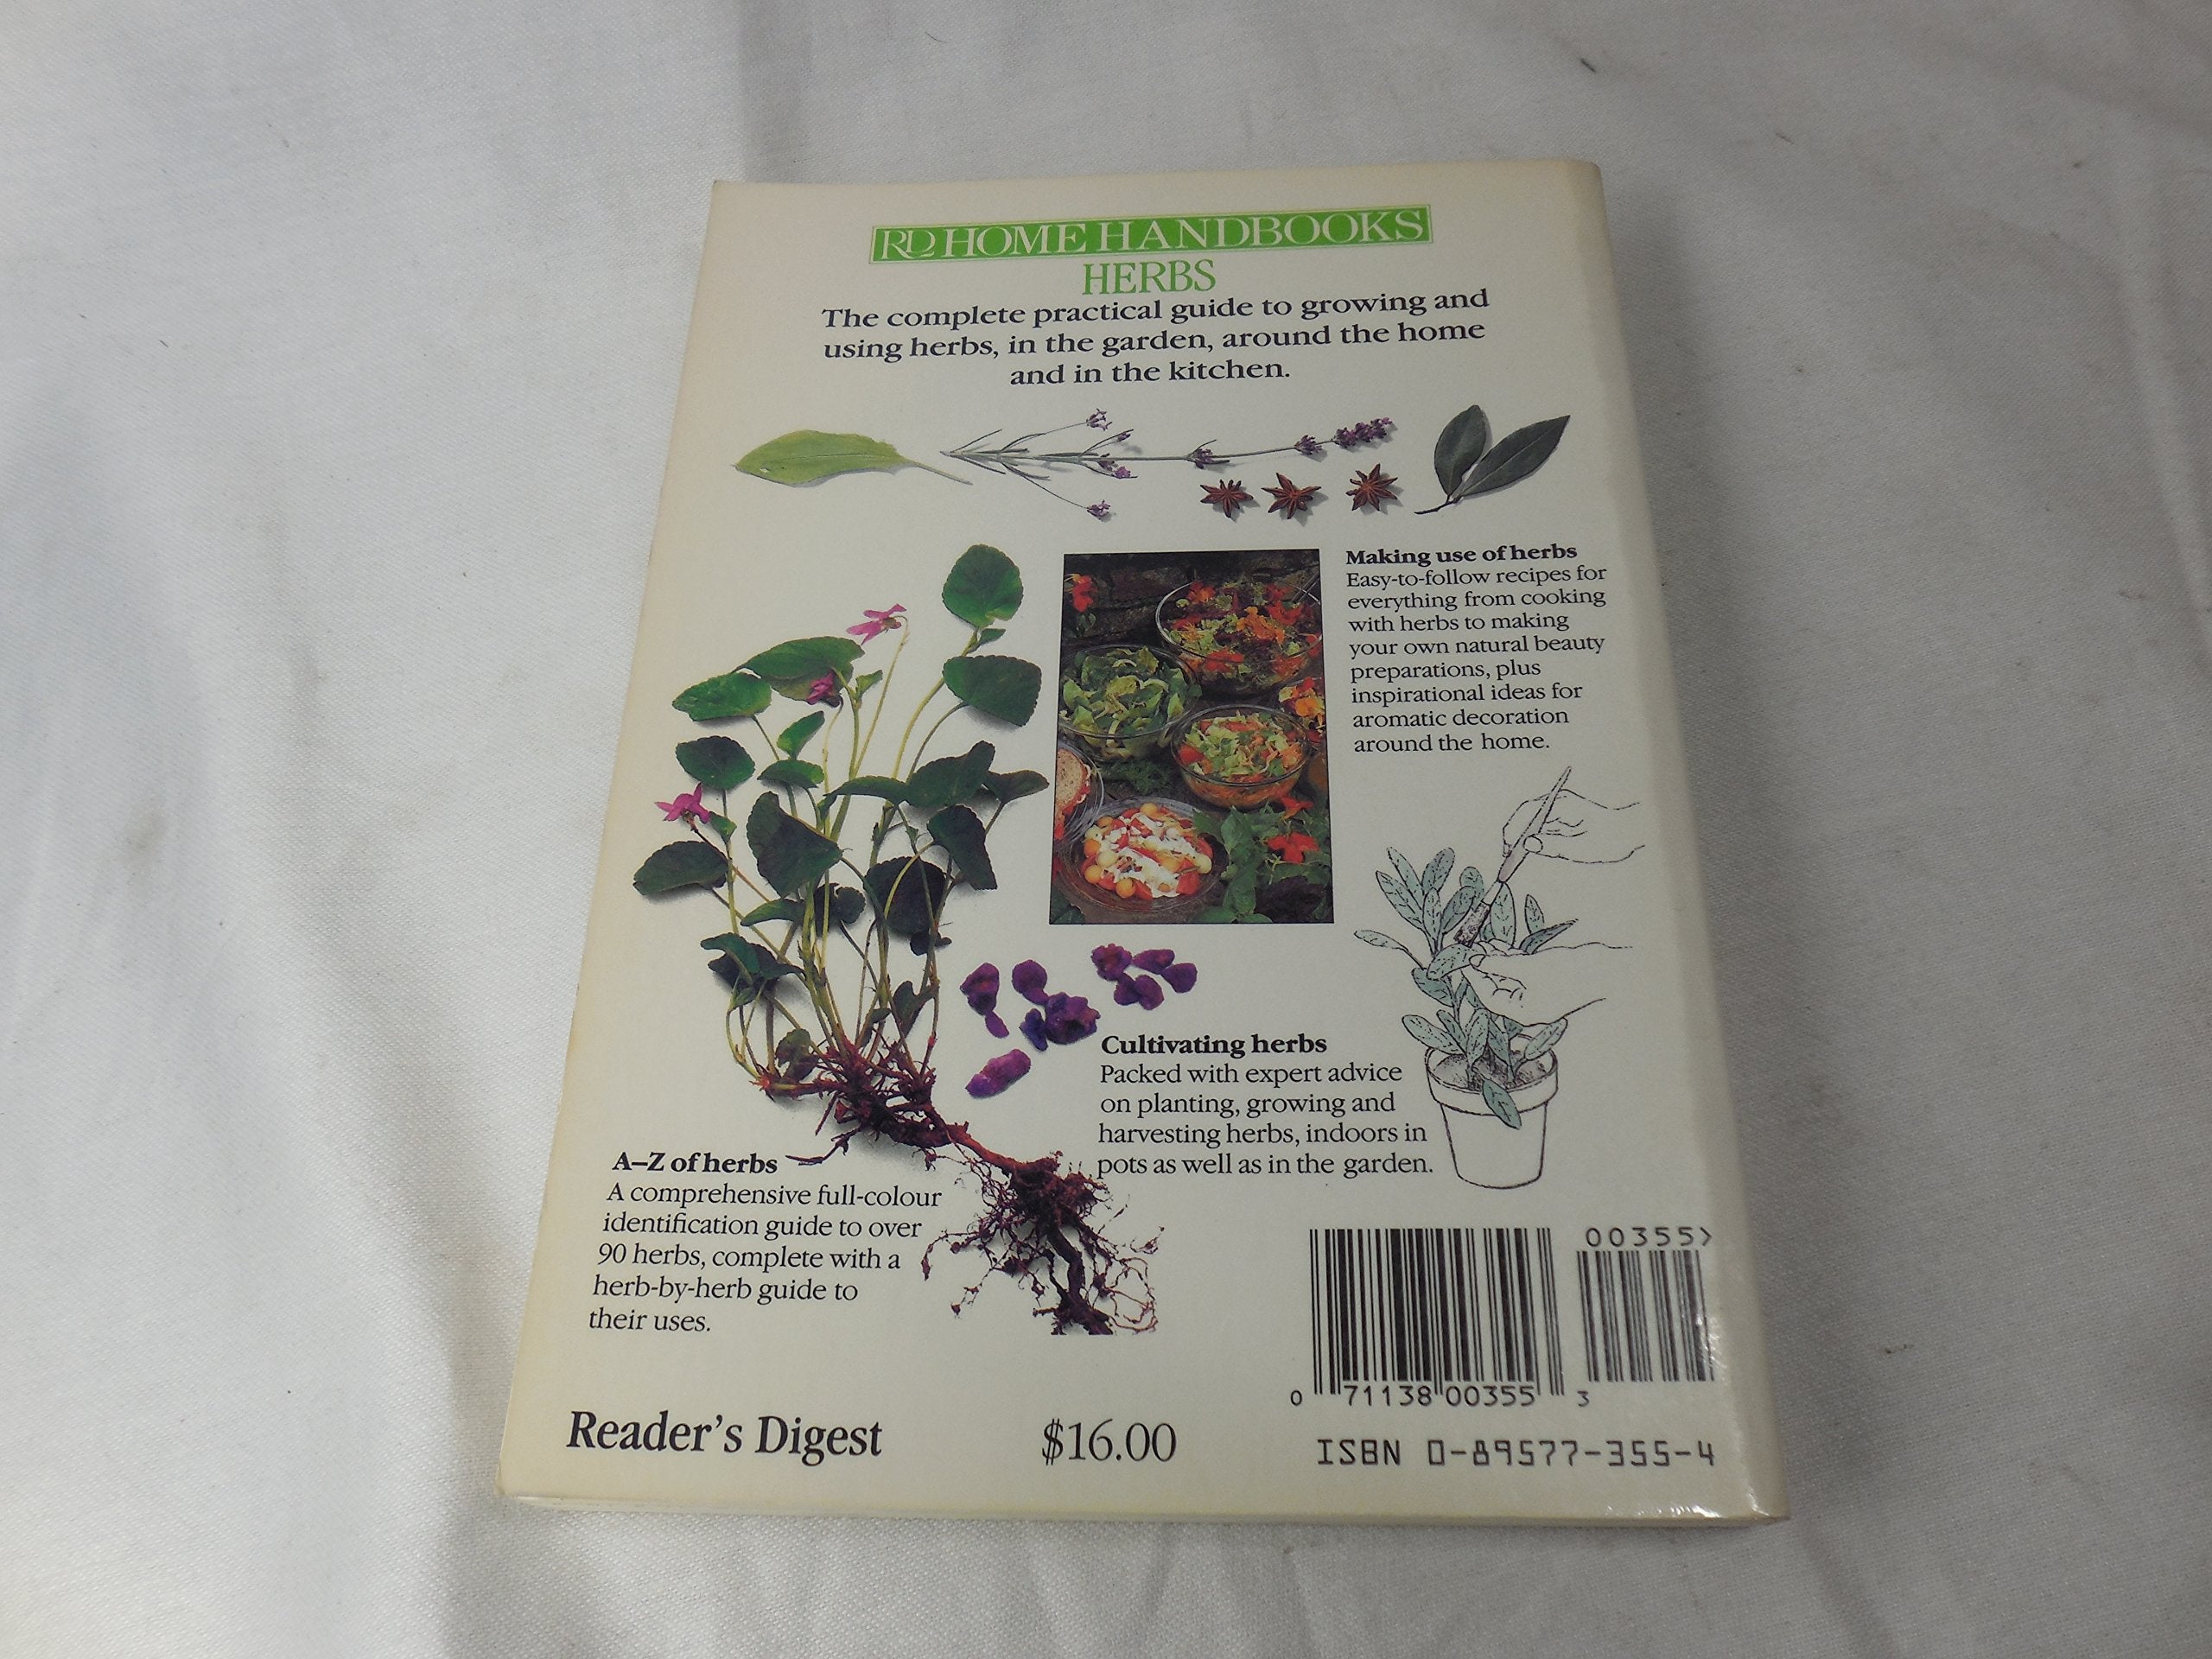 RD HOME HANDBOOKS
HERBS
The complete practical guide to growing and
using herbs, in the garden, around the home
and in the kitchen.
Making use of herbs
Easy-to-follow recipes for
everything from cooking
with herbs to making
your own natural beauty
preparations, plus
inspirational ideas for
aromatic decoration
around the home.
Cultivating herbs
Packed with expert advice
on planting, growing and
harvesting herbs, indoors in
pots as well as in the garden.
A–Z of herbs
A comprehensive full-colour
identification guide to over
90 herbs, complete with a
herb-by-herb guide to
their uses.
00355>
0 71138 00355 3
Reader's Digest
$16.00
ISBN 0-89577-355-4